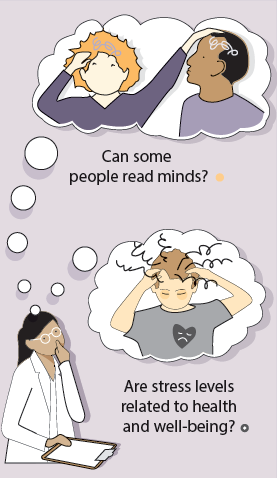 Can some
people read minds?
Are stress levels
related to health
and well-being?